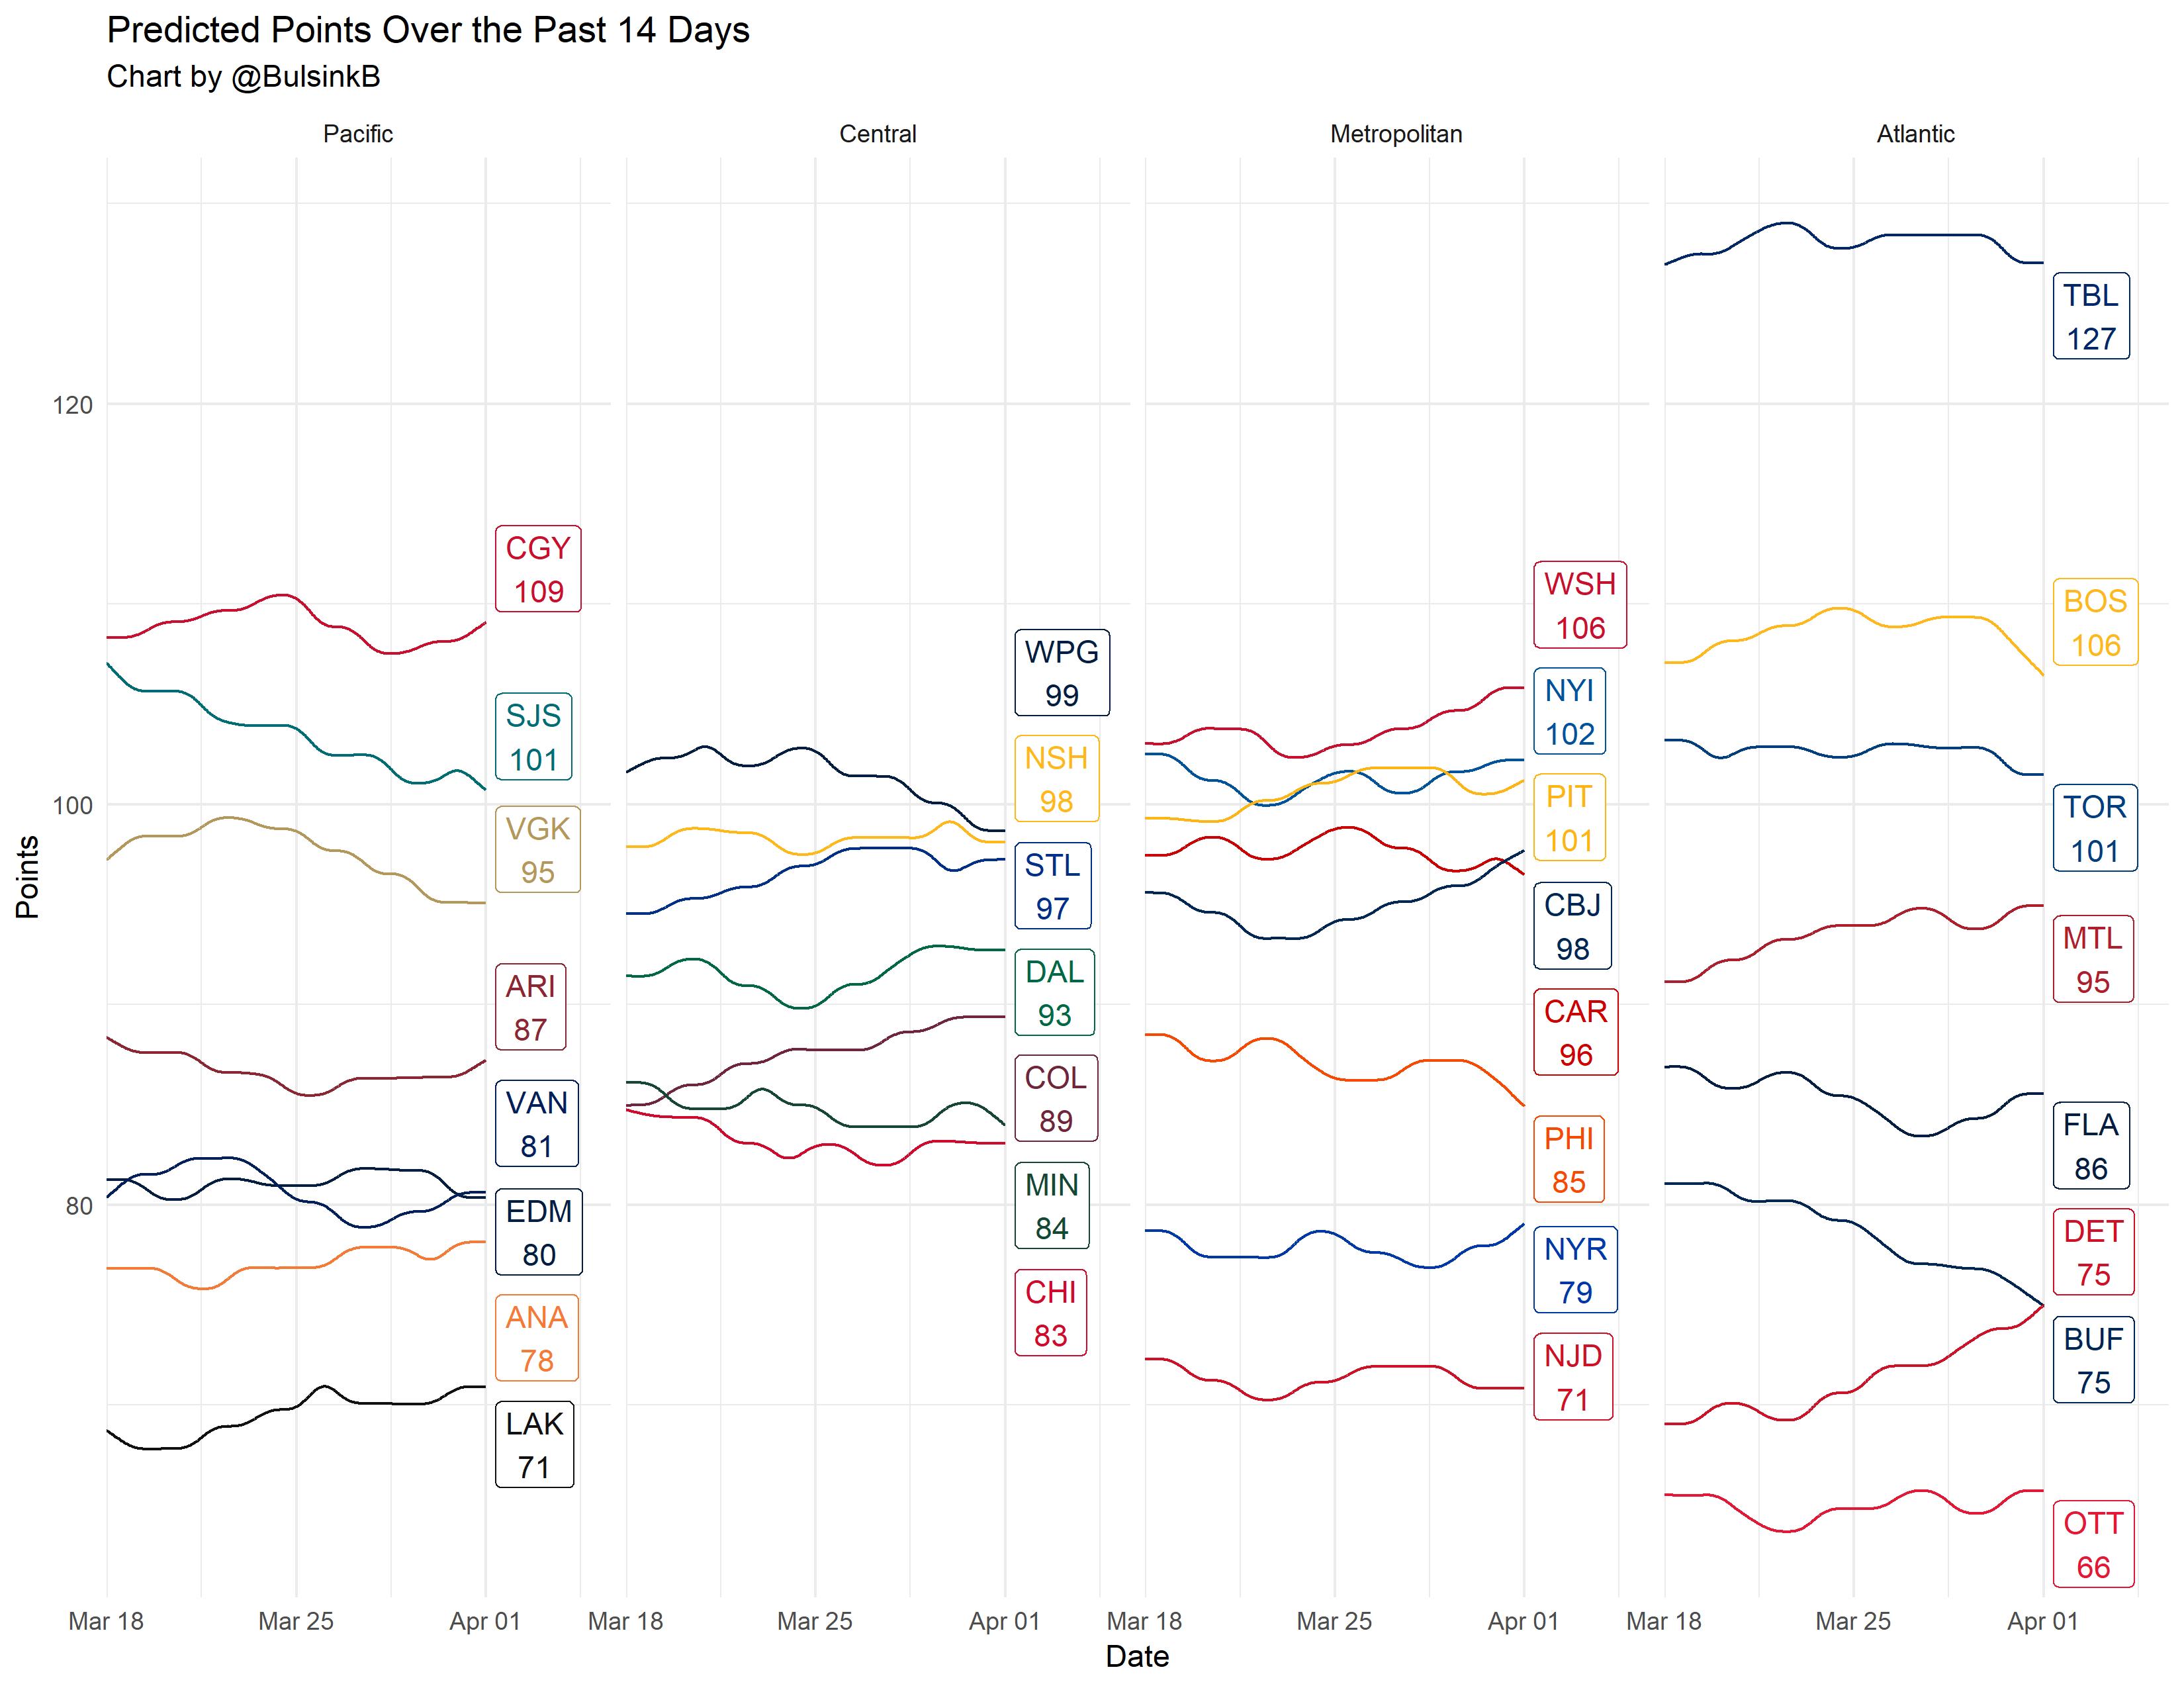 Predicted Points Over the Past 14 Days
Chart by @BulsinkB
Pacific
Central
Metropolitan
Atlantic
Points
120
100
80
CGY
109
SJS
101
VGK
95
ARI
87
VAN
81
EDM
80
ANA
78
LAK
71
WPG
99
NSH
98
STL
97
DAL
93
COL
89
MIN
84
CHI
83
WSH
106
NYI
102
PIT
101
CBJ
98
CAR
96
PHI
85
NYR
79
NJD
71
TBL
127
BOS
106
TOR
101
MTL
95
FLA
86
DET
75
BUF
75
OTT
66
Mar 18
Mar 25
Apr 01
Mar 18
Mar 25
Apr 01
Mar 18
Mar 25
Apr 01
Mar 18
Mar 25
Apr 01
Date